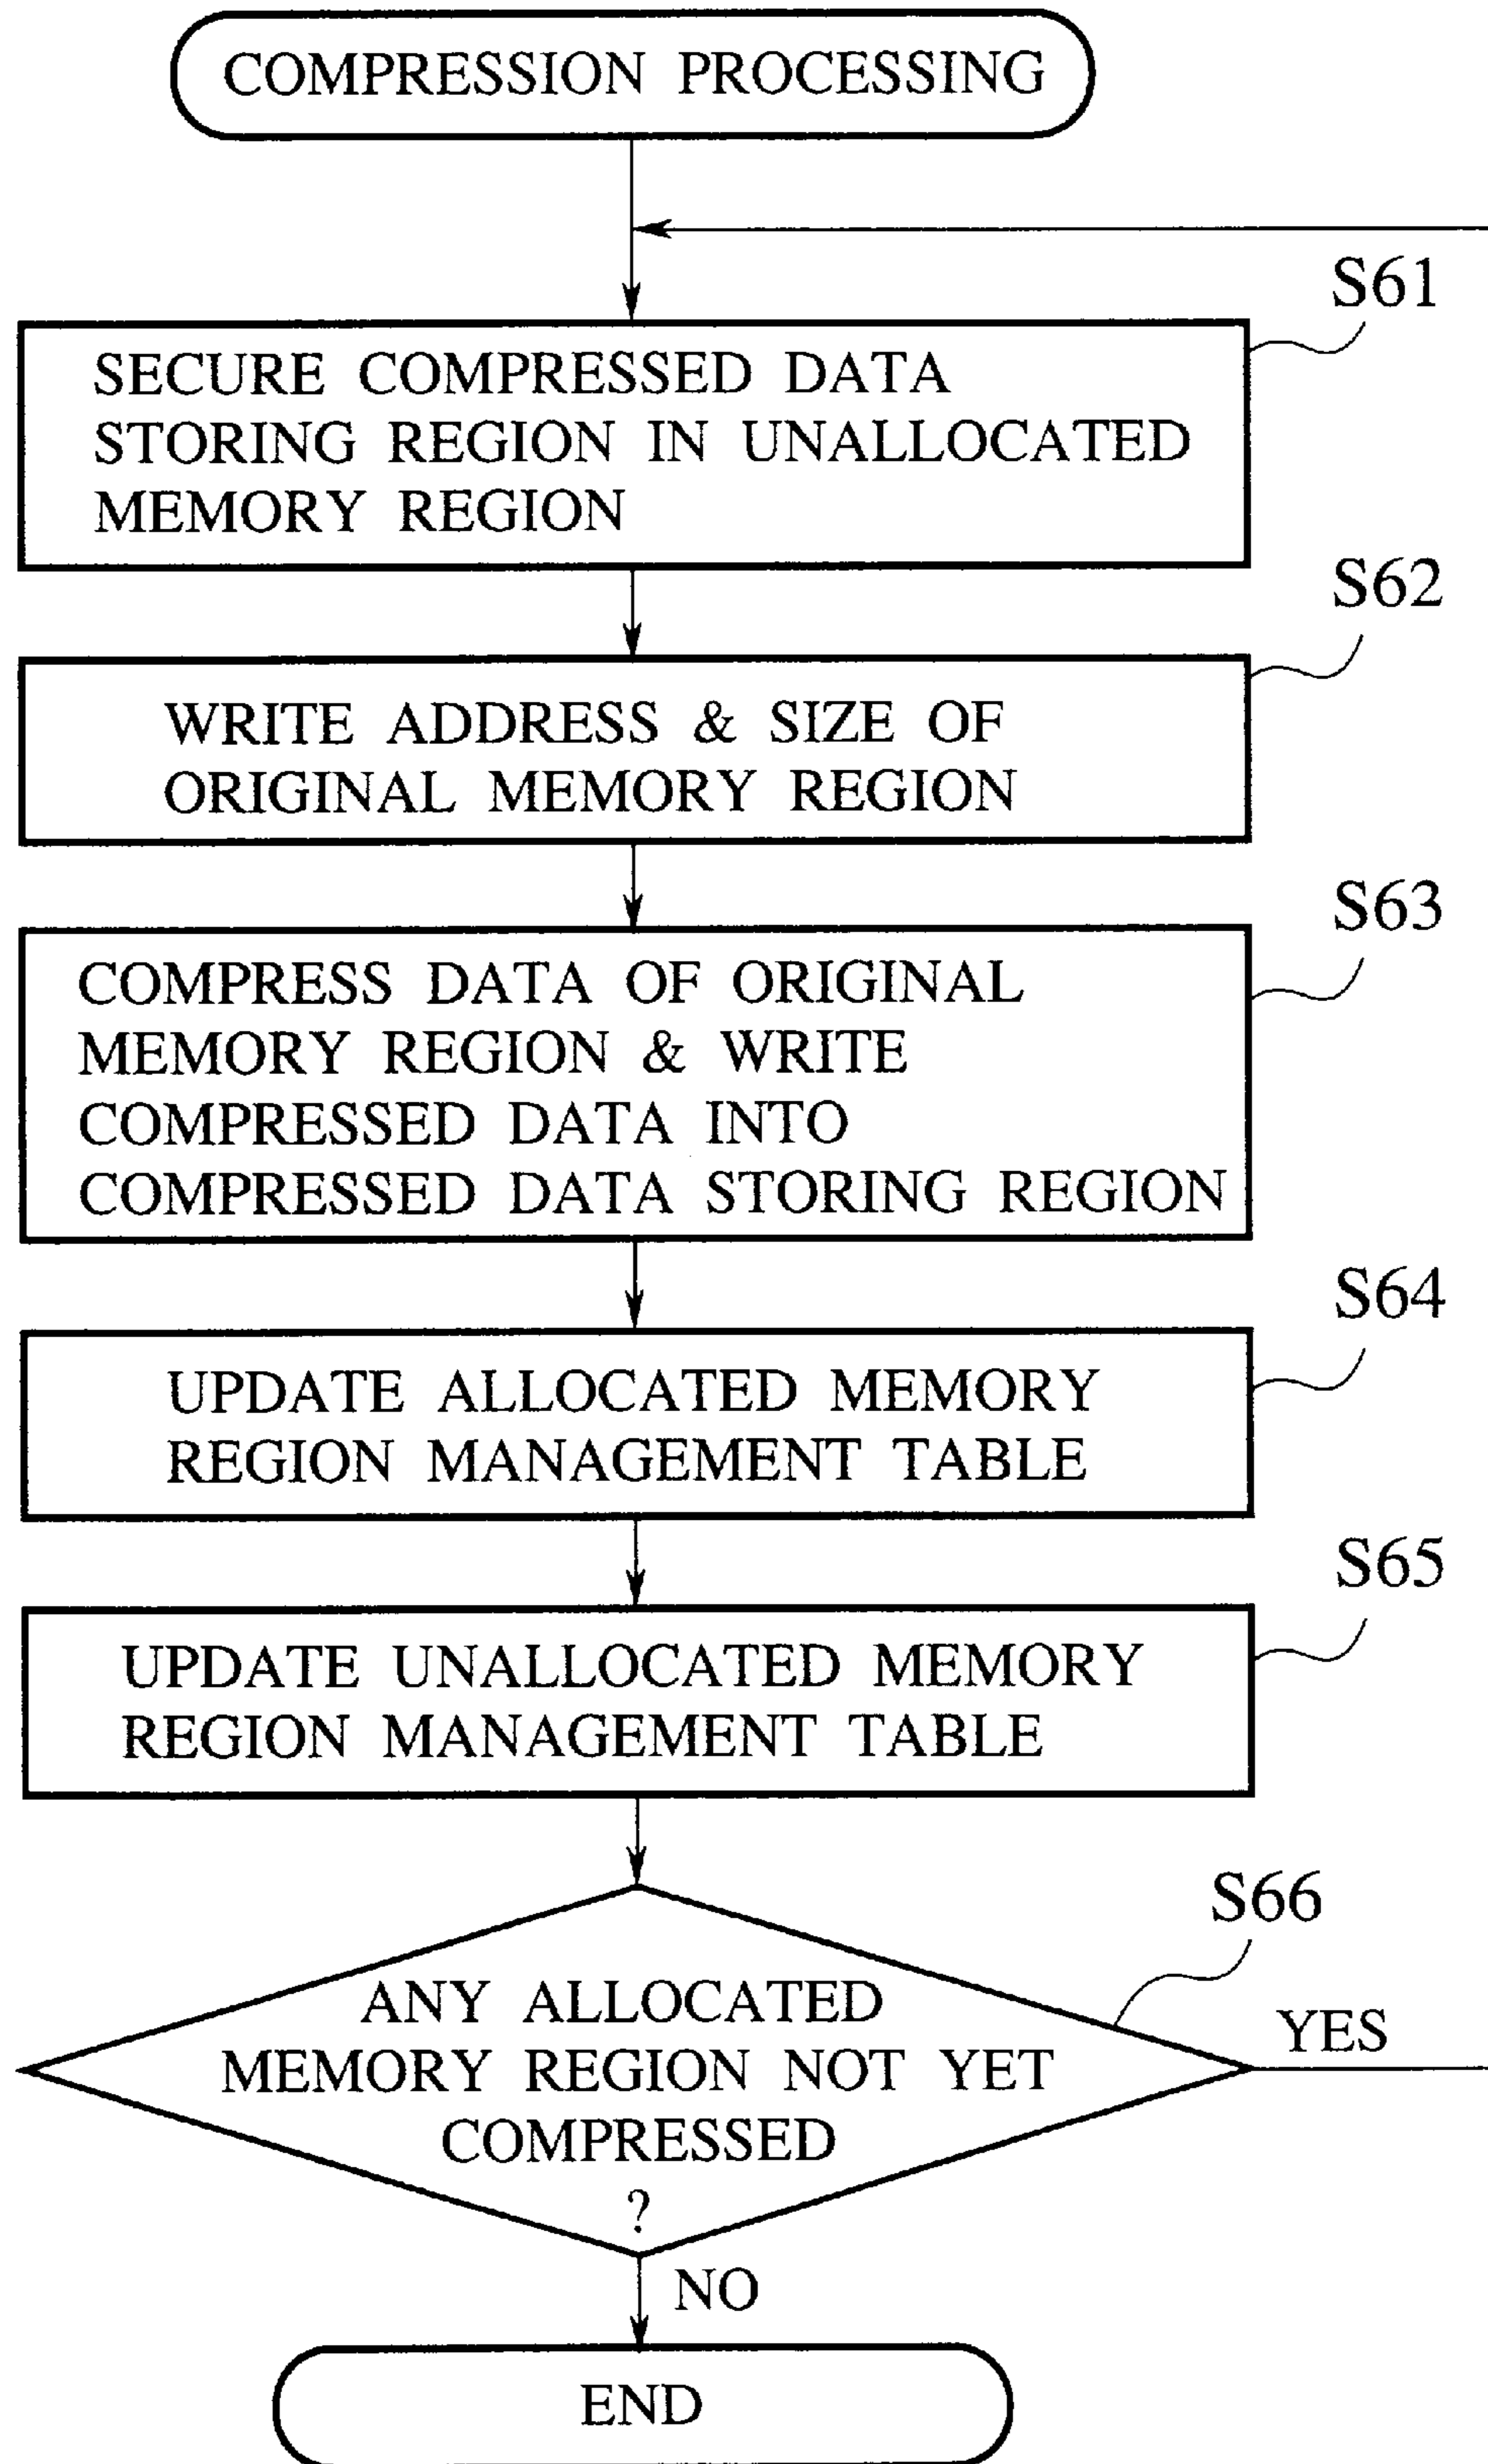 COMPRESSION PROCESSING
S61
SECURE COMPRESSED DATA
STORING REGION IN UNALLOCATED
MEMORY REGION
S62
WRITE ADDRESS & SIZE OF
ORIGINAL MEMORY REGION
S63
COMPRESS DATA OF ORIGINAL
MEMORY REGION & WRITE
COMPRESSED DATA INTO
COMPRESSED DATA STORING REGION
S64
UPDATE ALLOCATED MEMORY
REGION MANAGEMENT TABLE
S65
UPDATE UNALLOCATED MEMORY
REGION MANAGEMENT TABLE
S66
ANY ALLOCATED
MEMORY REGION NOT YET
COMPRESSED
?
YES
NO
END